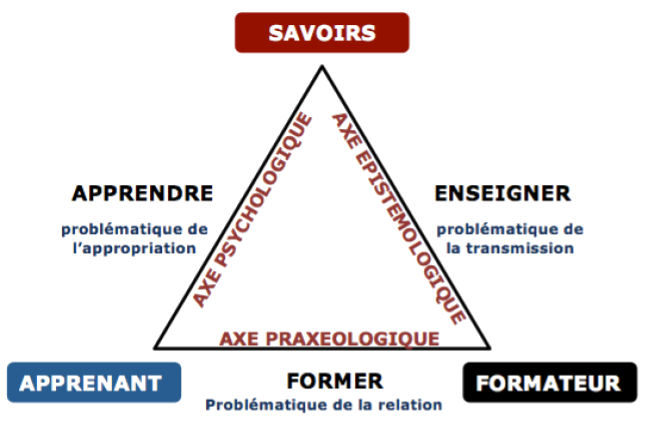 SAVOIRS
AXE PSYCHOLOGIQUE
AXE EPISTEMOLOGIQUE
APPRENDRE
problématique de
l'appropriation
ENSEIGNER
problématique de
la transmission
AXE PRAXEOLOGIQUE
APPRENANT
FORMER
Problématique de la relation
FORMATEUR